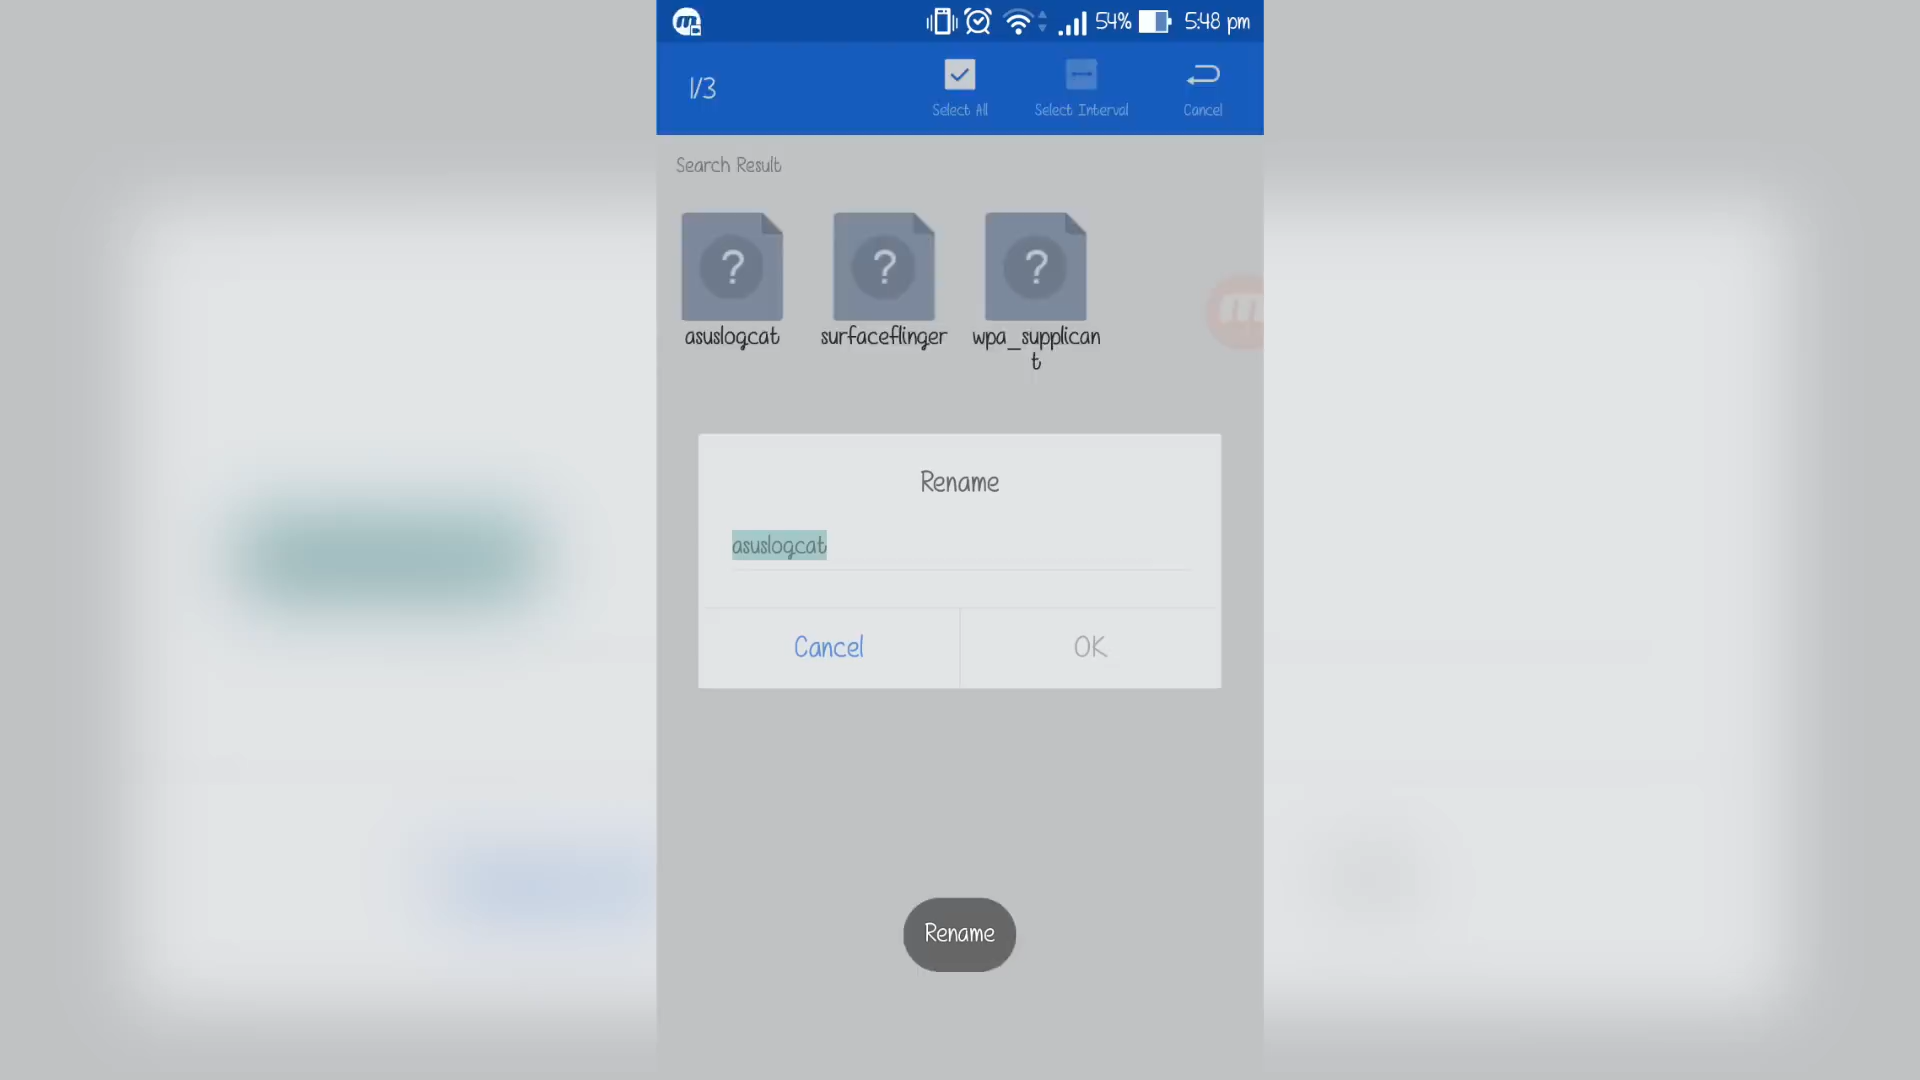 54% 5:48 pm
1/3
Select All
Select Interval
Cancel
Search Result
?
?
?
asuslogcat
surfaceflinger
wpa_supplican
t
Rename
asuslogcat
Cancel
OK
Rename